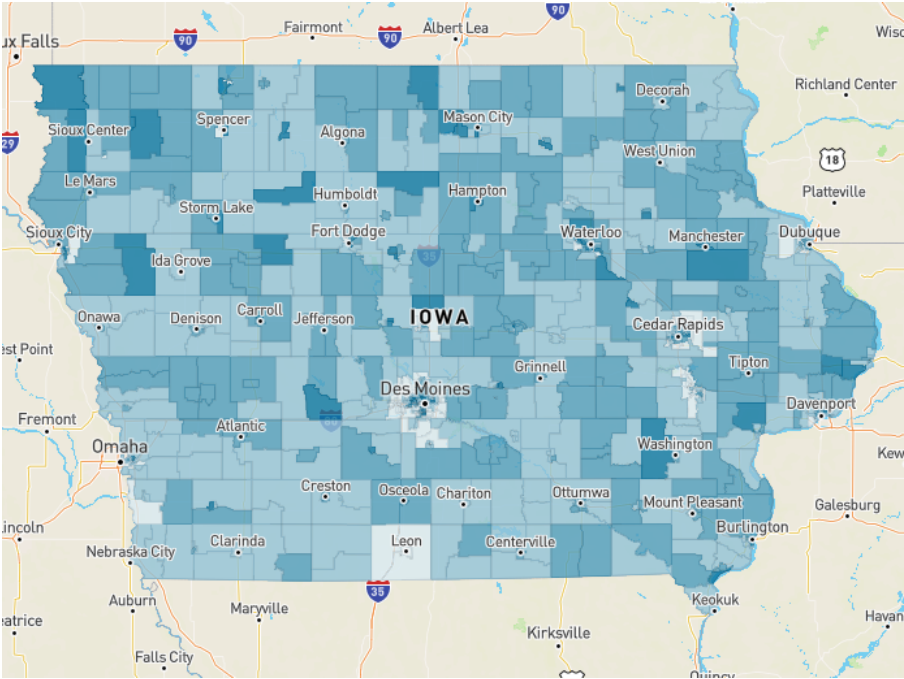 90
Fairmont
90
Albert Lea
90
ux Falls
Wisc
Richland Center
Decorah
Spencer
Sioux Center
Algona
Mason City
29
West Union
18
Le Mars
Platteville
Storm Lake
Humboldt
Hampton
Sioux City
Fort Dodge
Waterloo
Manchester
Dubuque
35
Ida Grove
Onawa
Denison
Carroll
Jefferson
IOWA
Cedar Rapids
est Point
Grinnell
Tipton
Des Moines
Davenport
Fremont
Atlantic
80
Omaha
Washington
Kew
Creston
Osceola
Chariton
Ottumwa
Mount Pleasant
Galesburg
incoln
Burlington
Nebraska City
Clarinda
Leon
Centerville
35
Auburn
Maryville
Keokuk
eatrice
Havan
Kirksville
Falls City
Quincy